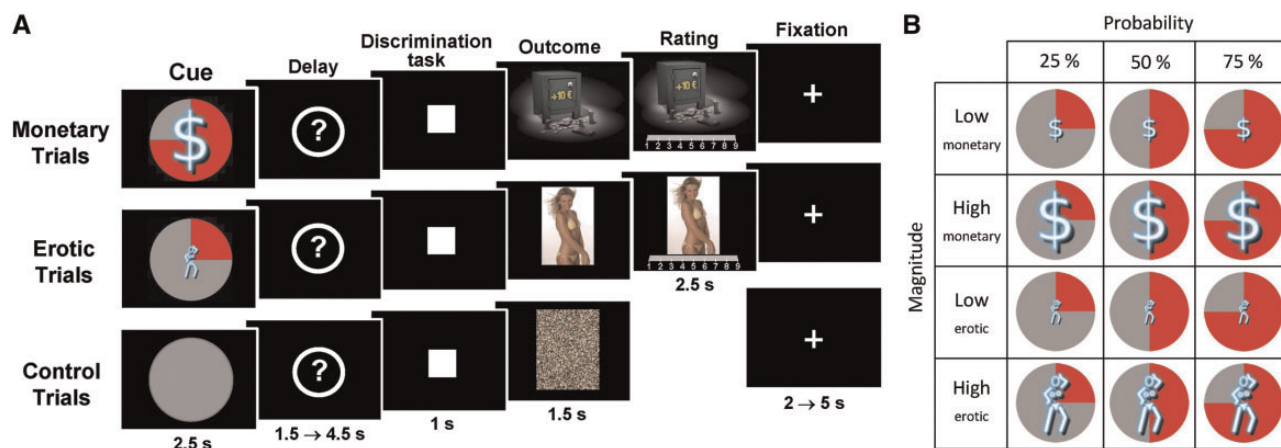 A
Cue
Delay
Discrimination
task
Outcome
Rating
Fixation
Monetary
Trials
$
?
+10 €
+10 €
1 2 3 4 5 6 7 8 9
+
Erotic
Trials
?
1 2 3 4 5 6 7 8 9
+
2.5 s
Control
Trials
?
+
2.5 s
1.5 → 4.5 s
1 s
1.5 s
2 → 5 s
B
Probability
25 %
50 %
75 %
Magnitude
Low
monetary
$
$
$
High
monetary
$
$
$
Low
erotic
High
erotic